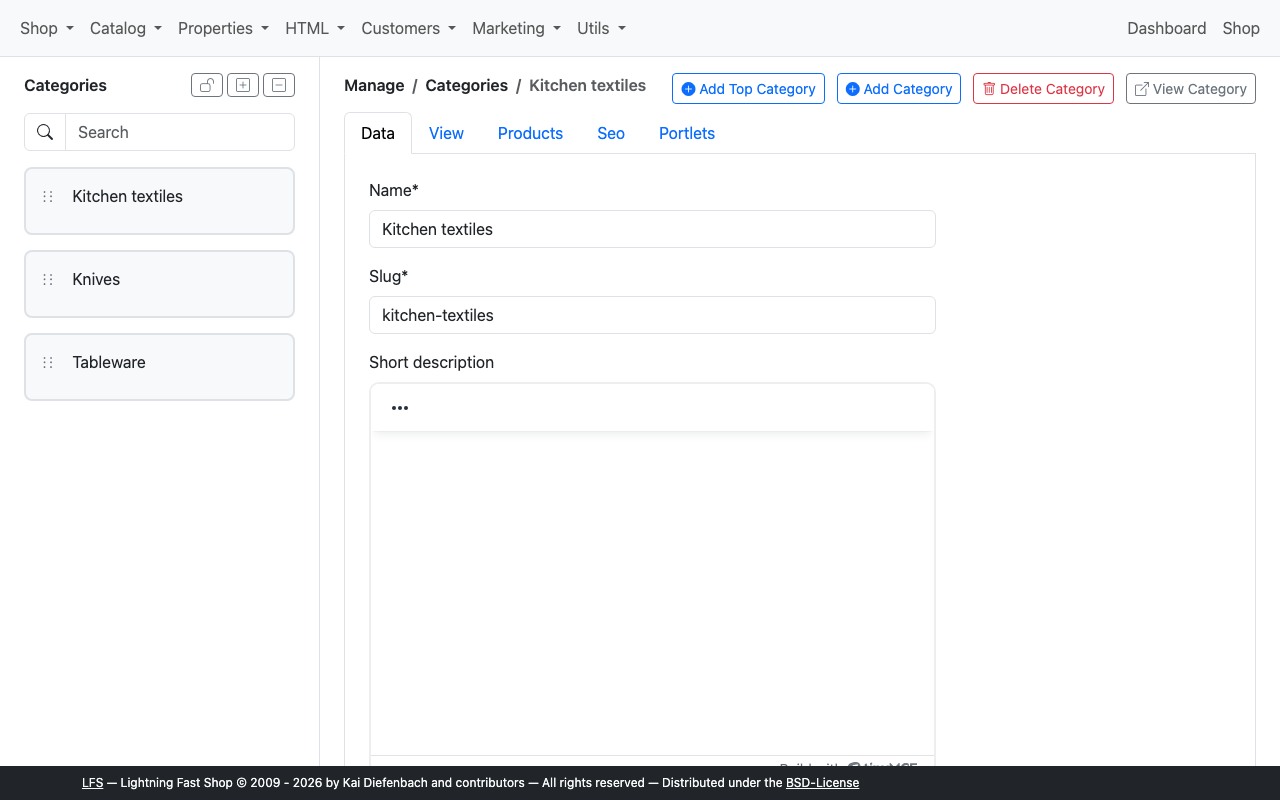 Shop Catalog Properties HTML Customers Marketing Utils Dashboard Shop
Categories
Search
Kitchen textiles
Knives
Tableware
Manage / Categories / Kitchen textiles
Add Top Category Add Category Delete Category View Category
Data View Products Seo Portlets
Name*
Kitchen textiles
Slug*
kitchen-textiles
Short description
LFS — Lightning Fast Shop © 2009 - 2026 by Kai Diefenbach and contributors — All rights reserved — Distributed under the BSD-License